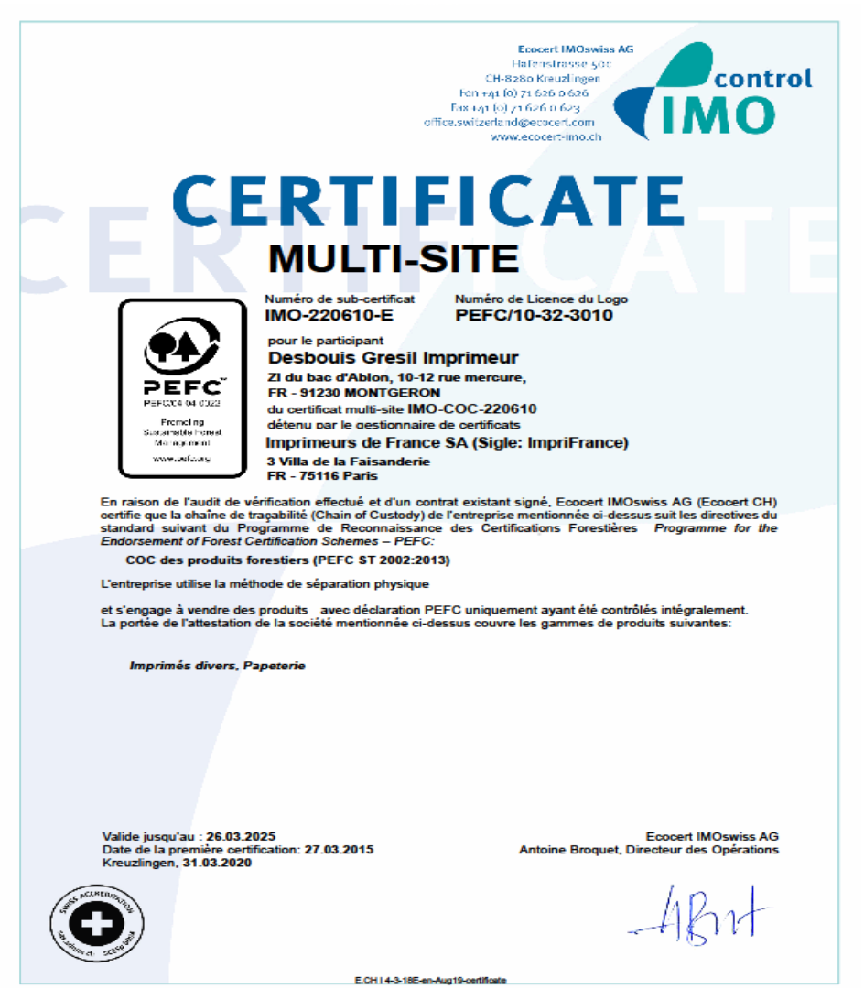 Ecocert IMOswiss AG
Hafenstrasse 50c
CH-8280 Kreuzlingen
Fon +41 (0) 71 626 0 626
Fax +41 (0) 71 626 0 623
office.switzerland@ecocert.com
www.ecocert-imo.ch
control
IMO
CERTIFICATE
CERTIFICATE
MULTI-SITE
Numéro de sub-certificat Numéro de Licence du Logo
IMO-220610-E PEFC/10-32-3010
pour le participant
Desbouis Gresil Imprimeur
ZI du bac d'Ablon, 10-12 rue mercure,
FR - 91230 MONTGERON
du certificat multi-site IMO-COC-220610
détenu par le gestionnaire de certificats
Imprimeurs de France SA (Sigle: ImpriFrance)
3 Villa de la Faisanderie
FR - 75116 Paris
PEFC™
PEFC/04-04-0022
Promoting
Sustainable Forest
Management
www.pefc.org
En raison de l'audit de vérification effectué et d'un contrat existant signé, Ecocert IMOswiss AG (Ecocert CH)
certifie que la chaîne de traçabilité (Chain of Custody) de l'entreprise mentionnée ci-dessus suit les directives du
standard suivant du Programme de Reconnaissance des Certifications Forestières Programme for the
Endorsement of Forest Certification Schemes – PEFC:
COC des produits forestiers (PEFC ST 2002:2013)
L'entreprise utilise la méthode de séparation physique
et s'engage à vendre des produits avec déclaration PEFC uniquement ayant été contrôlés intégralement.
La portée de l'attestation de la société mentionnée ci-dessus couvre les gammes de produits suivantes:
Imprimés divers, Papeterie
Valide jusqu'au : 26.03.2025
Date de la première certification: 27.03.2015
Kreuzlingen, 31.03.2020
Ecocert IMOswiss AG
Antoine Broquet, Directeur des Opérations
SWISS ACCREDITATION
E.CH I 4-3-18E-en-Aug19-certificate